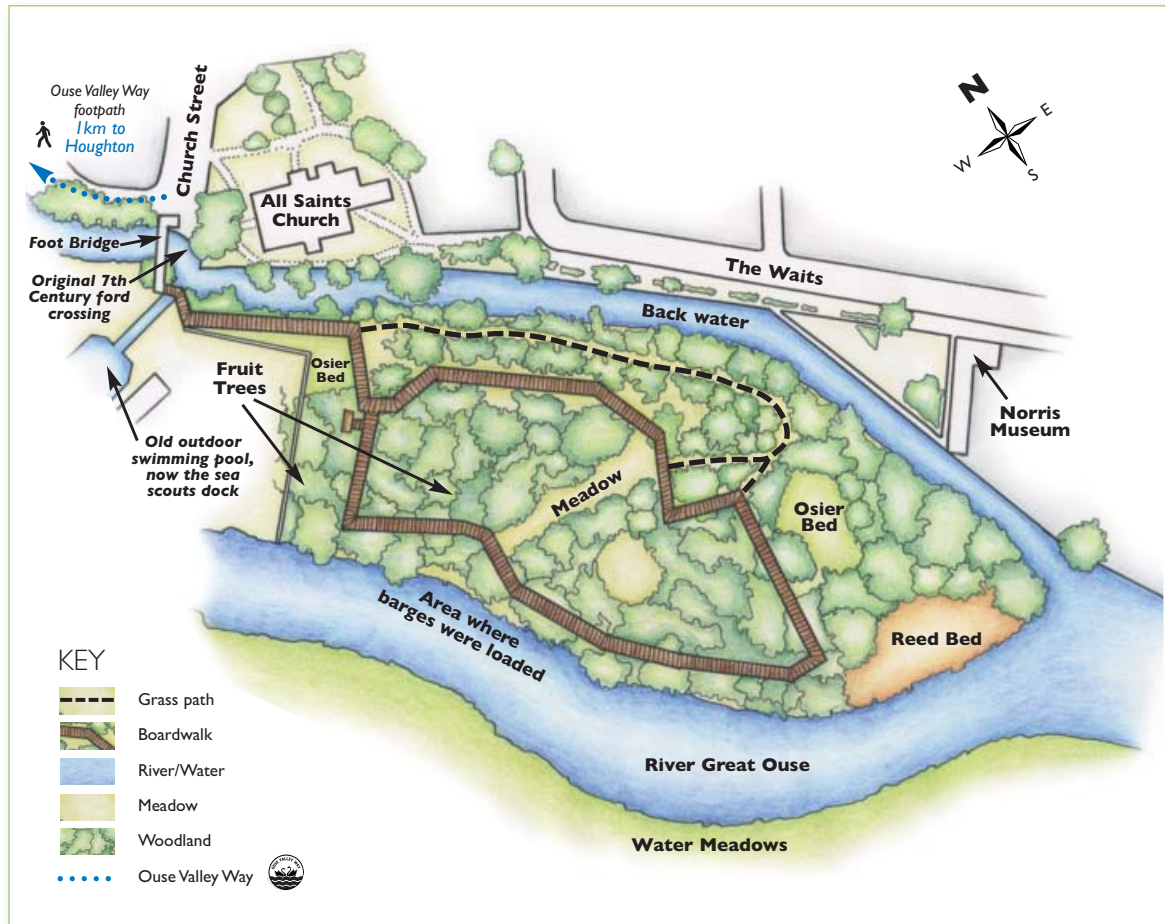 Ouse Valley Way
footpath
1km to
Houghton
Church Street
N
E
S
W
All Saints
Church
Foot Bridge
Original 7th
Century ford
crossing
The Waits
Back water
Osier
Bed
Fruit
Trees
Norris
Museum
Old outdoor
swimming pool,
now the sea
scouts dock
Meadow
Osier
Bed
Area where
barges were loaded
Reed Bed
River Great Ouse
Water Meadows
KEY
Grass path
Boardwalk
River/Water
Meadow
Woodland
Ouse Valley Way
OUSE VALLEY WAY